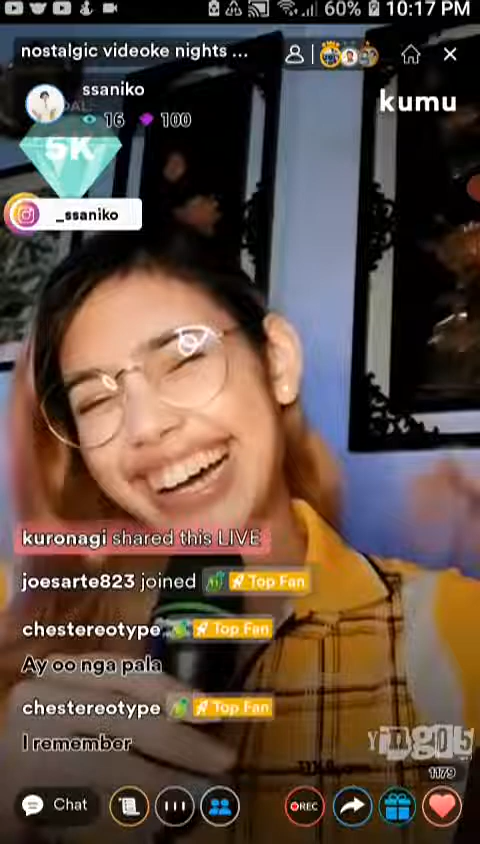 60% 10:17 PM
nostalgic videoke nights ...
ssaniko
16 100
kumu
5K
_ssaniko
kuronagi shared this LIVE
joesarte823 joined Top Fan
chestereotype Top Fan
Ay oo nga pala
chestereotype Top Fan
I remember
1179
Chat
REC